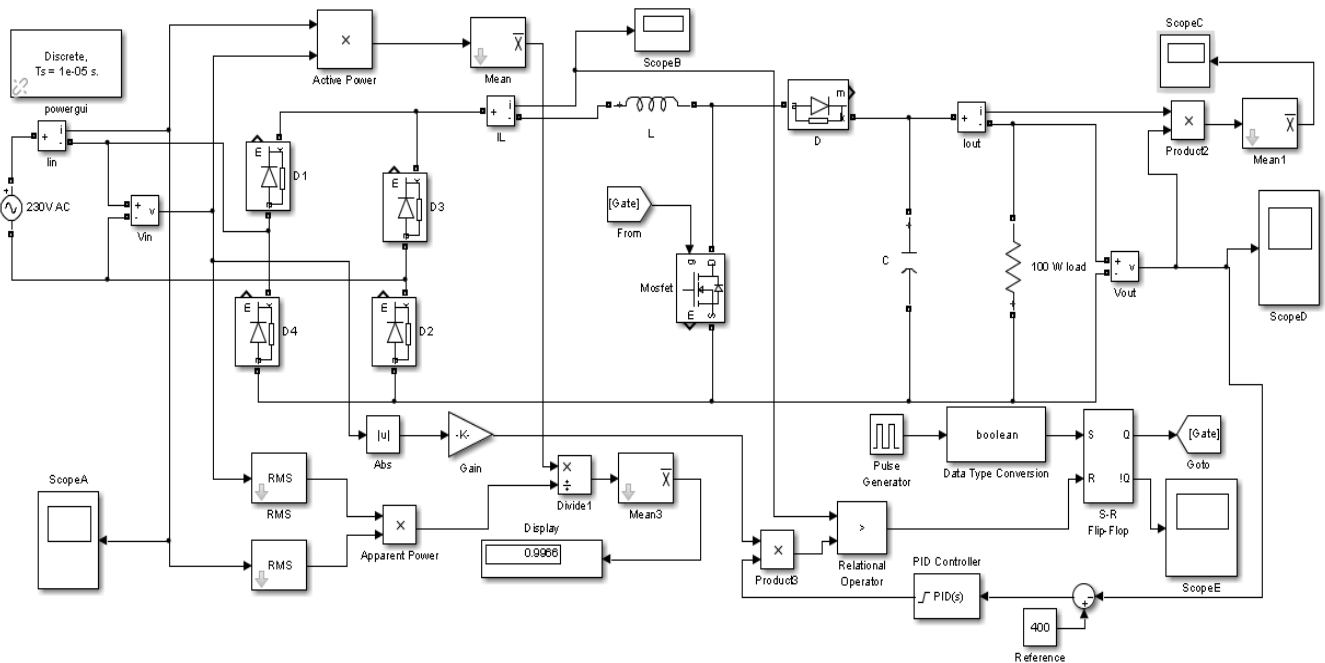 Discrete,
Ts = 1e-05 s.
powergui
×
Active Power
X
Mean
ScopeB
ScopeC
i
-
+
Iin
+
i
-
IL
L
a
m
k
D
+
i
-
Iout
×
Product2
X
Mean1
+
230V AC
+
-
v
Vin
m
k
a
D1
m
k
a
D3
[Gate]
From
g
D
m
S
Mosfet
+
C
100 W load
+
+
-
v
Vout
ScopeD
m
k
a
D4
m
k
a
D2
|u|
Abs
-K-
Gain
Pulse
Generator
boolean
Data Type Conversion
S
Q
R
!Q
S-R
Flip-Flop
[Gate]
Goto
ScopeA
RMS
RMS
×
÷
Divide1
X
Mean3
RMS
×
Apparent Power
Display
0.9966
×
Product3
>
Relational
Operator
ScopeE
PID Controller
PID(s)
-
+
400
Reference